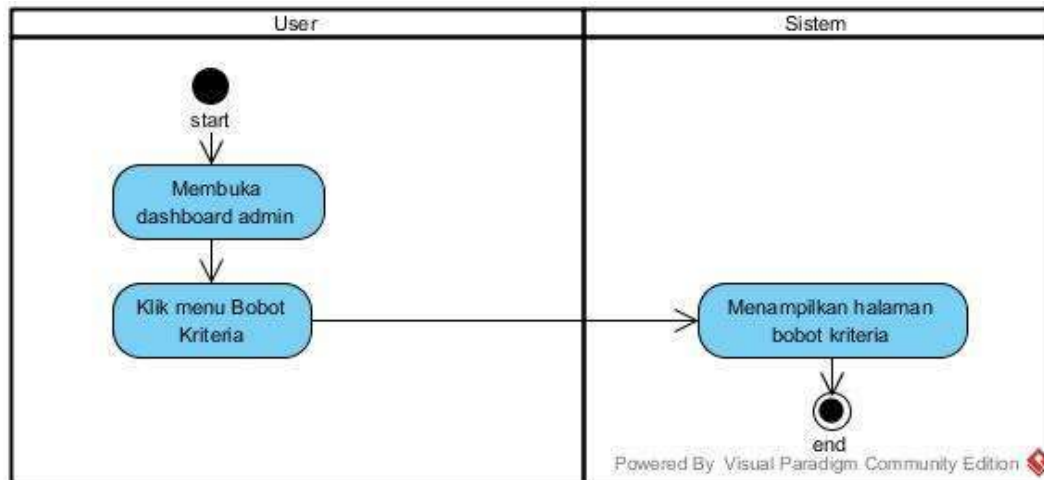 User
Sistem
start
Membuka
dashboard admin
Klik menu Bobot
Kriteria
Menampilkan halaman
bobot kriteria
end
Powered By Visual Paradigm Community Edition